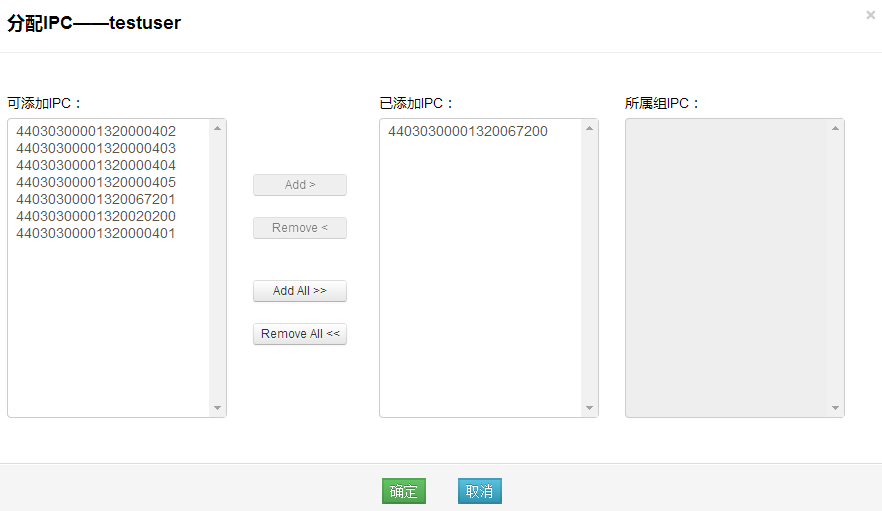 分配IPC——testuser
×
可添加IPC：
44030300001320000402
44030300001320000403
44030300001320000404
44030300001320000405
44030300001320067201
44030300001320020200
44030300001320000401
Add >
Remove <
Add All >>
Remove All <<
已添加IPC：
44030300001320067200
所属组IPC：
确定
取消